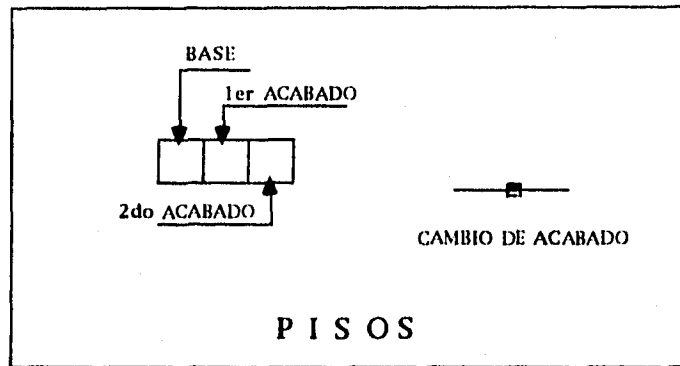 BASE
1er ACABADO
2do ACABADO
CAMBIO DE ACABADO
PISOS